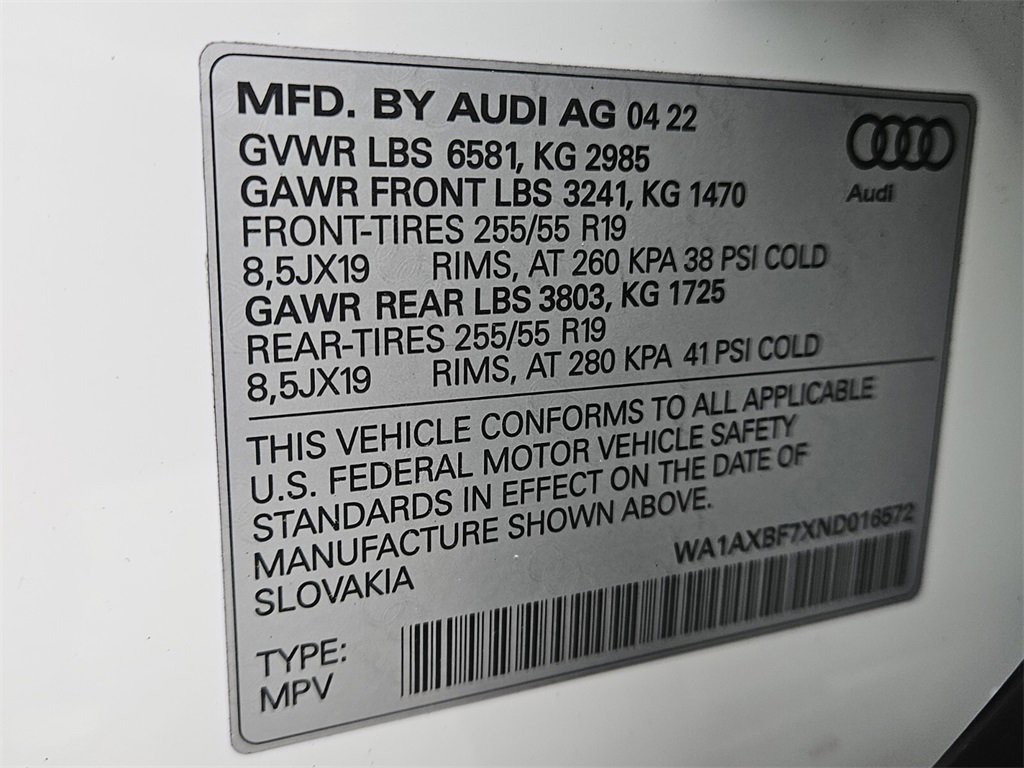 MFD. BY AUDI AG 04 22
GVWR LBS 6581, KG 2985
GAWR FRONT LBS 3241, KG 1470
FRONT-TIRES 255/55 R19
8,5JX19 RIMS, AT 260 KPA 38 PSI COLD
GAWR REAR LBS 3803, KG 1725
REAR-TIRES 255/55 R19
8,5JX19 RIMS, AT 280 KPA 41 PSI COLD
Audi
THIS VEHICLE CONFORMS TO ALL APPLICABLE
U.S. FEDERAL MOTOR VEHICLE SAFETY
STANDARDS IN EFFECT ON THE DATE OF
MANUFACTURE SHOWN ABOVE.
SLOVAKIA
WA1AXBF7XND016572
TYPE:
MPV